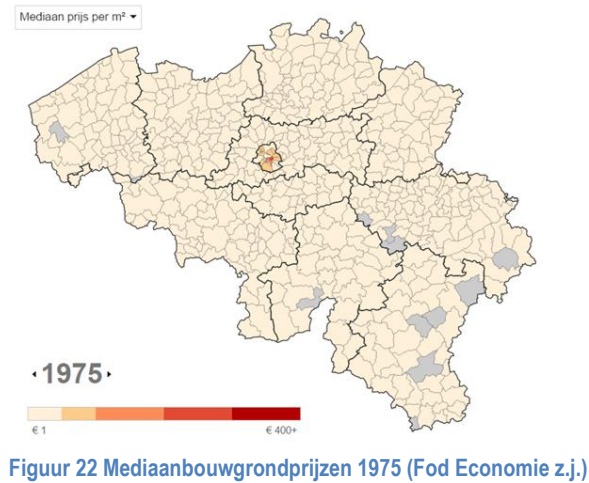 Mediaan prijs per m²
1975
€ 1 € 400+
Figuur 22 Mediaanbouwgrondprijzen 1975 (Fod Economie z.j.)